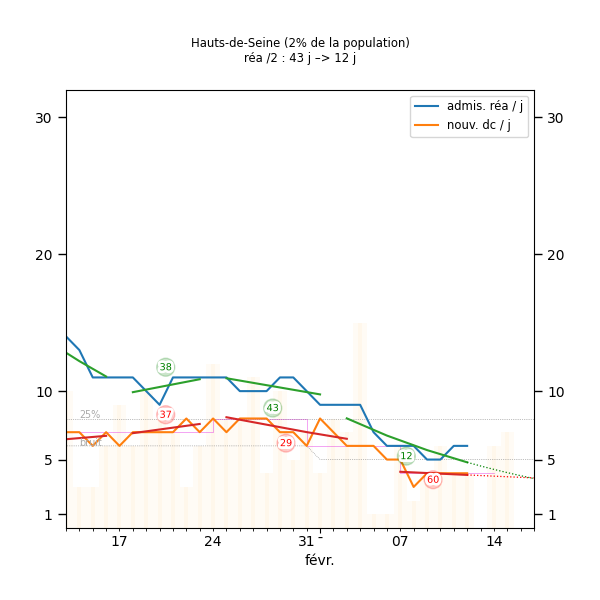 Hauts-de-Seine (2% de la population)
réa /2 : 43 j –> 12 j
admis. réa / j
nouv. dc / j
30 30
20 20
10 10
5 5
1 1
38
37
43
29
12
60
25%
17 24 31 07 14
févr.